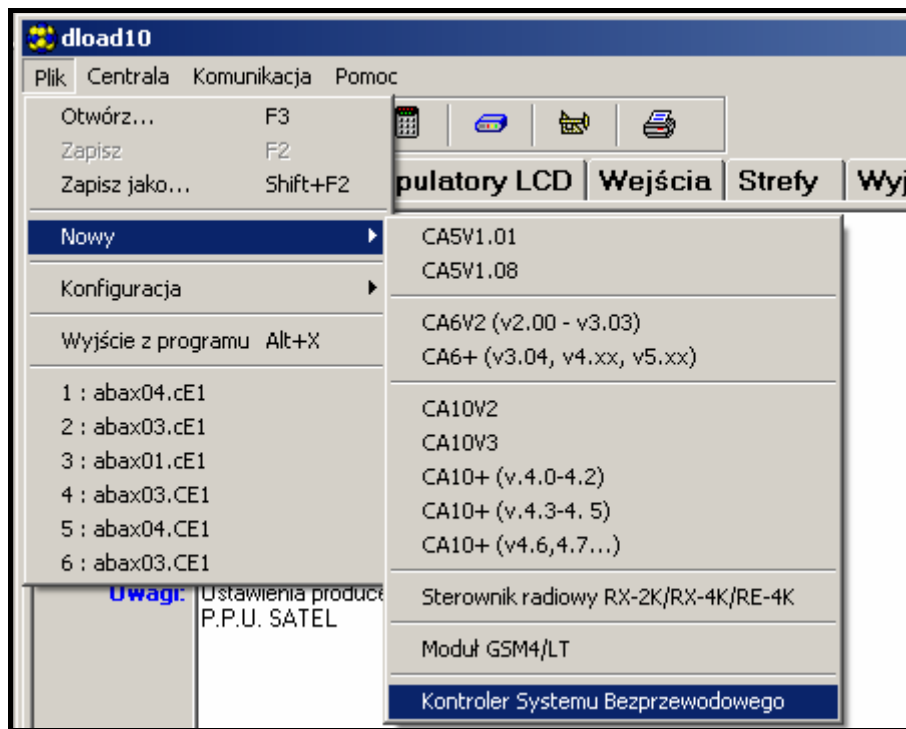 dload10
Plik Centrala Komunikacja Pomoc
Otwórz... F3
Zapisz F2
Zapisz jako... Shift+F2
pulatory LCD Wejścia Strefy Wyj
Nowy
CA5V1.01
CA5V1.08
Konfiguracja
CA6V2 (v2.00 - v3.03)
Wyjście z programu Alt+X
CA6+ (v3.04, v4.xx, v5.xx)
1 : abax04.cE1
CA10V2
2 : abax03.cE1
CA10V3
3 : abax01.cE1
CA10+ (v.4.0-4.2)
4 : abax03.CE1
CA10+ (v.4.3-4. 5)
5 : abax04.CE1
CA10+ (v4.6,4.7...)
6 : abax03.CE1
Uwagi: Ustawienia produce
Sterownik radiowy RX-2K/RX-4K/RE-4K
P.P.U. SATEL
Moduł GSM4/LT
Kontroler Systemu Bezprzewodowego